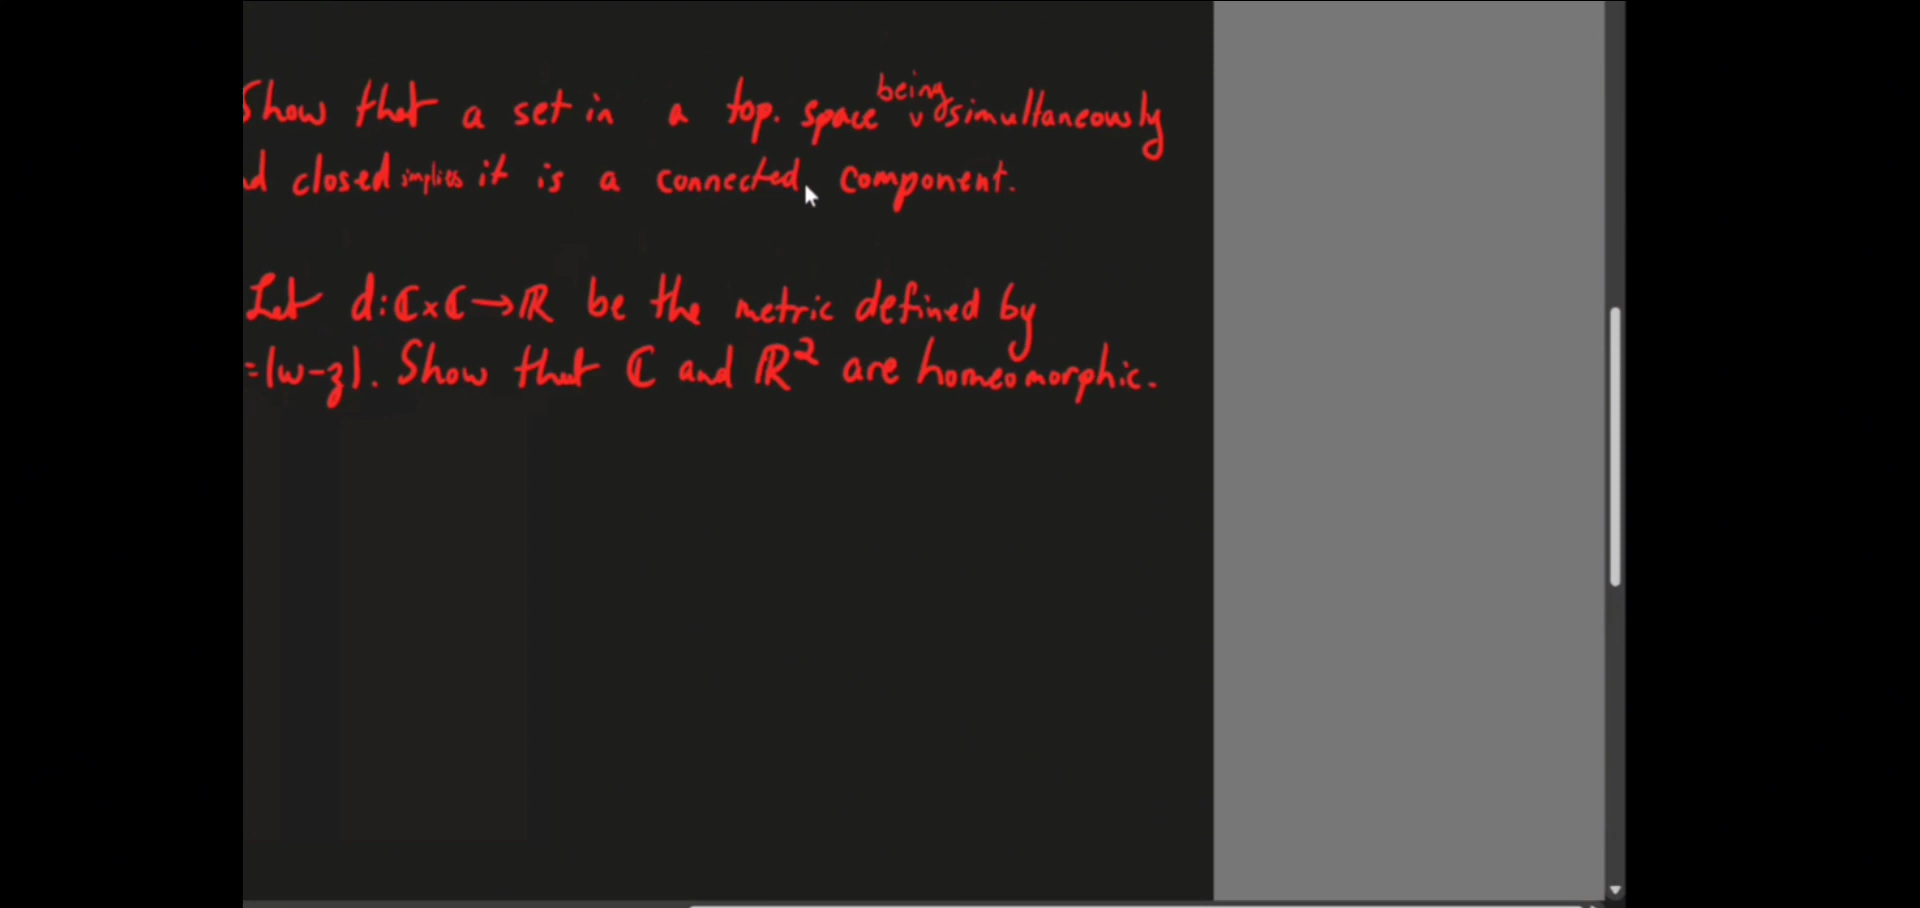 Show that a set in a top. space being simultaneously
closed implies it is a connected component.
Let d: ℂ×ℂ→ℝ be the metric defined by
=|w-z|. Show that ℂ and ℝ² are homeomorphic.